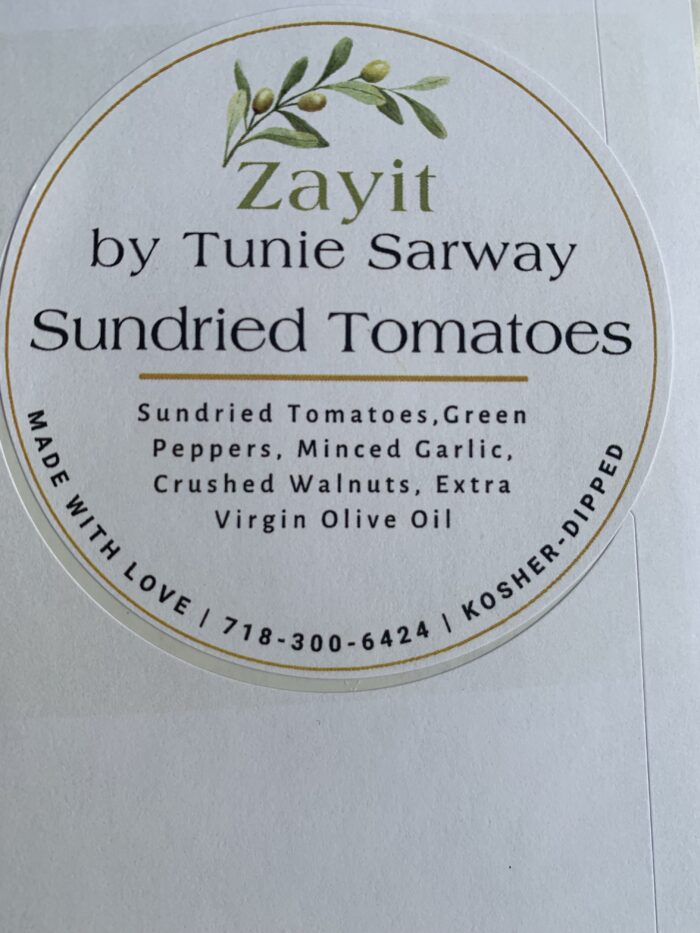 Zayit
by Tunie Sarway
Sundried Tomatoes
Sundried Tomatoes,Green
Peppers, Minced Garlic,
Crushed Walnuts, Extra
Virgin Olive Oil
MADE WITH LOVE | 718-300-6424 | KOSHER-DIPPED